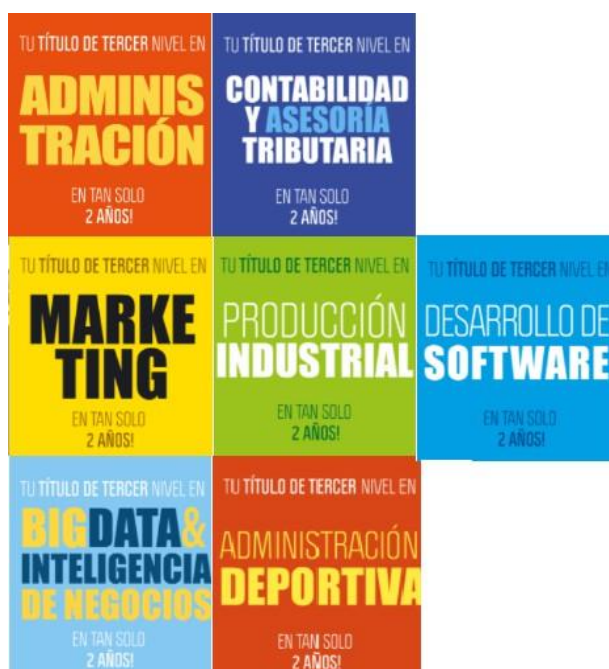 TU TÍTULO DE TERCER NIVEL EN
ADMINIS
TRACIÓN
EN TAN SOLO
2 AÑOS!
TU TÍTULO DE TERCER NIVEL EN
CONTABILIDAD
Y ASESORÍA
TRIBUTARIA
EN TAN SOLO
2 AÑOS!
TU TÍTULO DE TERCER NIVEL EN
MARKE
TING
EN TAN SOLO
2 AÑOS!
TU TÍTULO DE TERCER NIVEL EN
PRODUCCIÓN
INDUSTRIAL
EN TAN SOLO
2 AÑOS!
TU TÍTULO DE TERCER NIVEL EN
DESARROLLO DE
SOFTWARE
EN TAN SOLO
2 AÑOS!
TU TÍTULO DE TERCER NIVEL EN
BIGDATA&
INTELIGENCIA
DE NEGOCIOS
EN TAN SOLO
2 AÑOS!
TU TÍTULO DE TERCER NIVEL EN
ADMINISTRACIÓN
DEPORTIVA
EN TAN SOLO
2 AÑOS!